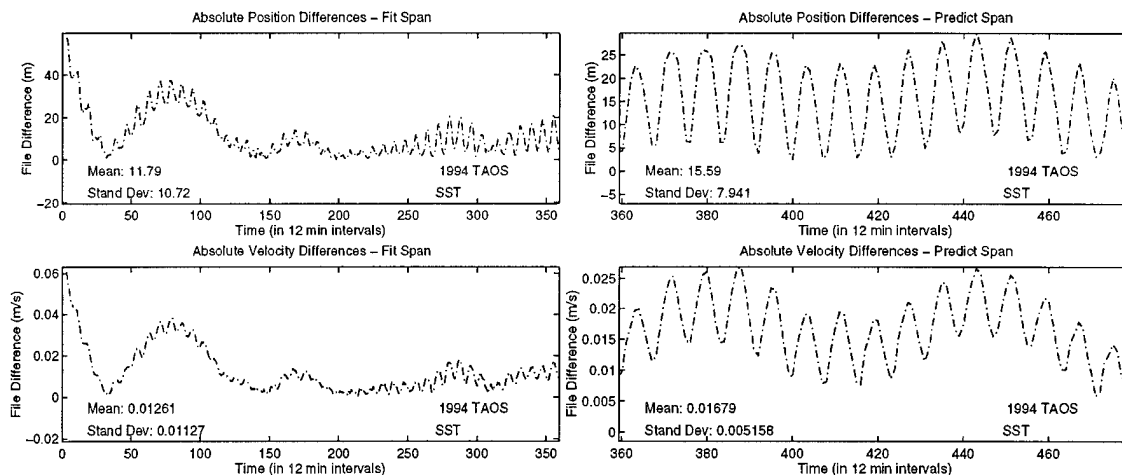 Absolute Position Differences – Fit Span
File Difference (m)
40
20
0
−20
Mean: 11.79
Stand Dev: 10.72
1994 TAOS
SST
0 50 100 150 200 250 300 350
Time (in 12 min intervals)
Absolute Position Differences – Predict Span
File Difference (m)
25
20
15
10
5
0
−5
Mean: 15.59
Stand Dev: 7.941
1994 TAOS
SST
360 380 400 420 440 460
Time (in 12 min intervals)
Absolute Velocity Differences – Fit Span
File Difference (m/s)
0.06
0.04
0.02
0
−0.02
Mean: 0.01261
Stand Dev: 0.01127
1994 TAOS
SST
0 50 100 150 200 250 300 350
Time (in 12 min intervals)
Absolute Velocity Differences – Predict Span
File Difference (m/s)
0.025
0.02
0.015
0.01
0.005
0
Mean: 0.01679
Stand Dev: 0.005158
1994 TAOS
SST
360 380 400 420 440 460
Time (in 12 min intervals)